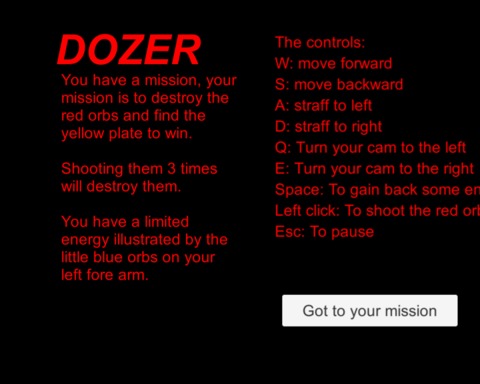 DOZER
You have a mission, your
mission is to destroy the
red orbs and find the
yellow plate to win.
Shooting them 3 times
will destroy them.
You have a limited
energy illustrated by the
little blue orbs on your
left fore arm.
The controls:
W: move forward
S: move backward
A: straff to left
D: straff to right
Q: Turn your cam to the left
E: Turn your cam to the right
Space: To gain back some en
Left click: To shoot the red orb
Esc: To pause
Got to your mission